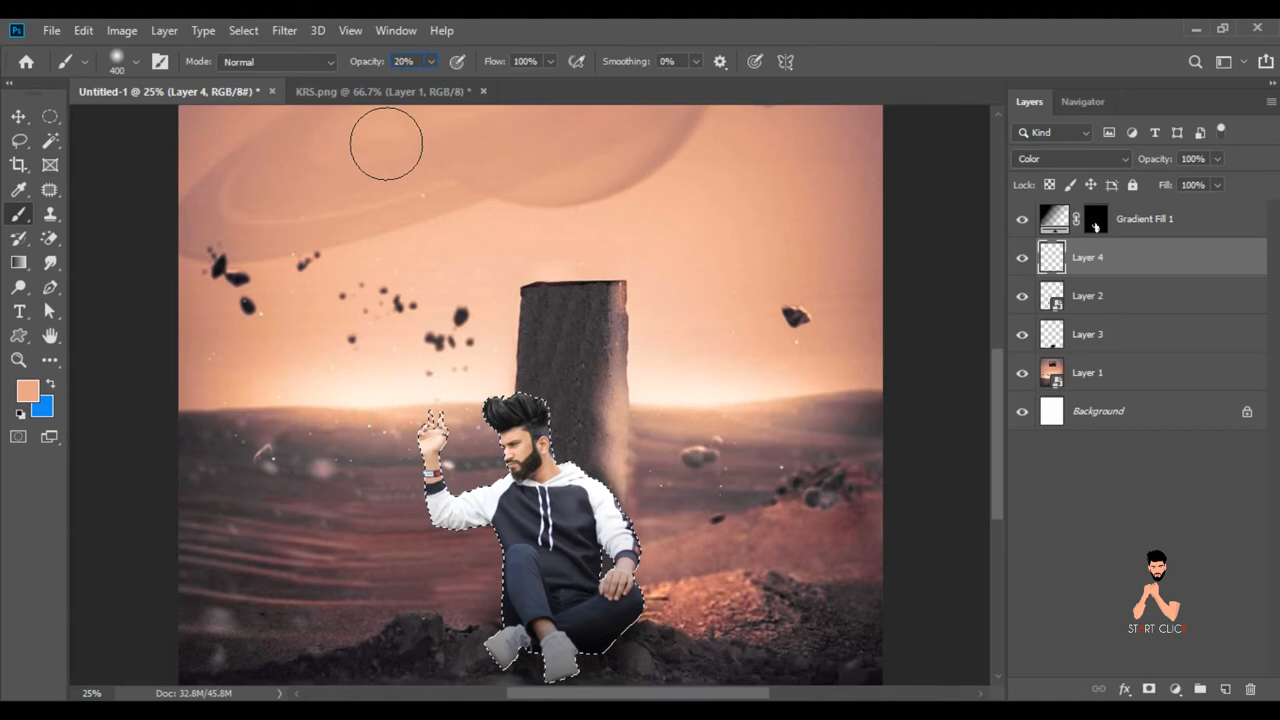 Ps File Edit Image Layer Type Select Filter 3D View Window Help
400 Mode: Normal Opacity: 20% Flow: 100% Smoothing: 0%
Untitled-1 @ 25% (Layer 4, RGB/8#) * × KRS.png @ 66.7% (Layer 1, RGB/8) * ×
Layers Navigator
Kind
Color Opacity: 100%
Lock: Fill: 100%
Gradient Fill 1
Layer 4
Layer 2
Layer 3
Layer 1
Background
START CLICK
25% Doc: 32.8M/45.8M